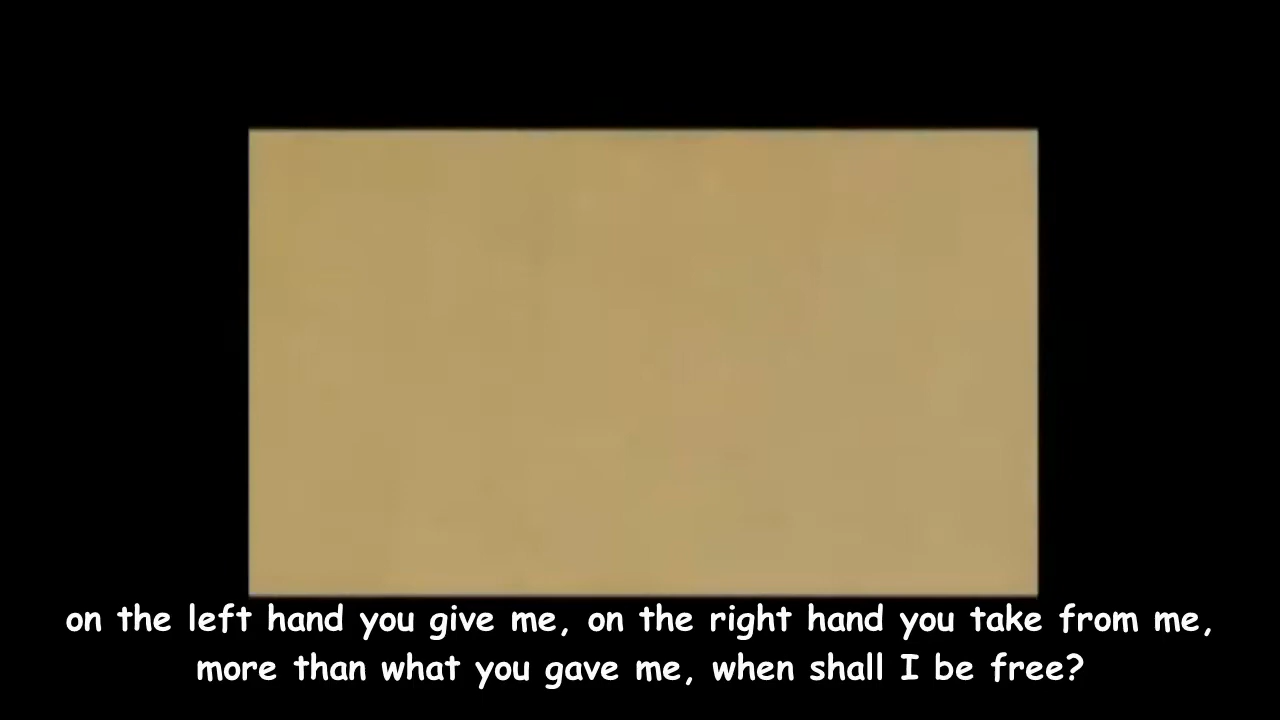 on the left hand you give me, on the right hand you take from me,
more than what you gave me, when shall I be free?